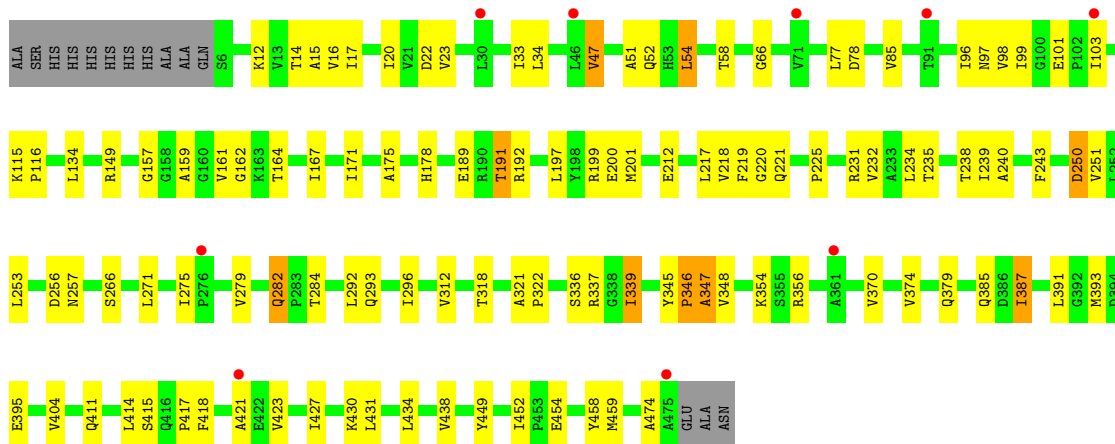 ALA SER HIS HIS HIS HIS HIS HIS ALA ALA GLN S6 K12 V13 T14 A15 V16 I17 I20 V21 D22 V23 L30 I33 L34 L46 V47 A51 Q52 H53 L54 T58 G66 V71 L77 D78 V85 T91 I96 N97 V98 I99 G100 E101 P102 I103
K115 P116 L134 R149 G157 G158 A159 G160 V161 G162 K163 T164 I167 I171 A175 H178 E189 R190 T191 R192 L197 Y198 R199 E200 M201 E212 L217 V218 F219 G220 Q221 P225 R231 V232 A233 L234 T235 T238 I239 A240 F243 D250 V251 L252
L253 D256 N257 S266 L271 I275 P276 V279 Q282 P283 T284 L292 Q293 I296 V312 T318 A321 P322 S336 R337 G338 I339 Y345 P346 A347 V348 K354 S355 R356 A361 V370 V374 Q379 Q385 D386 I387 L391 G392 M393
E395 V404 Q411 L414 S415 Q416 P417 F418 A421 E422 V423 I427 K430 L431 L434 V438 Y449 I452 P453 E454 Y458 M459 A474 A475 GLU ALA ASN